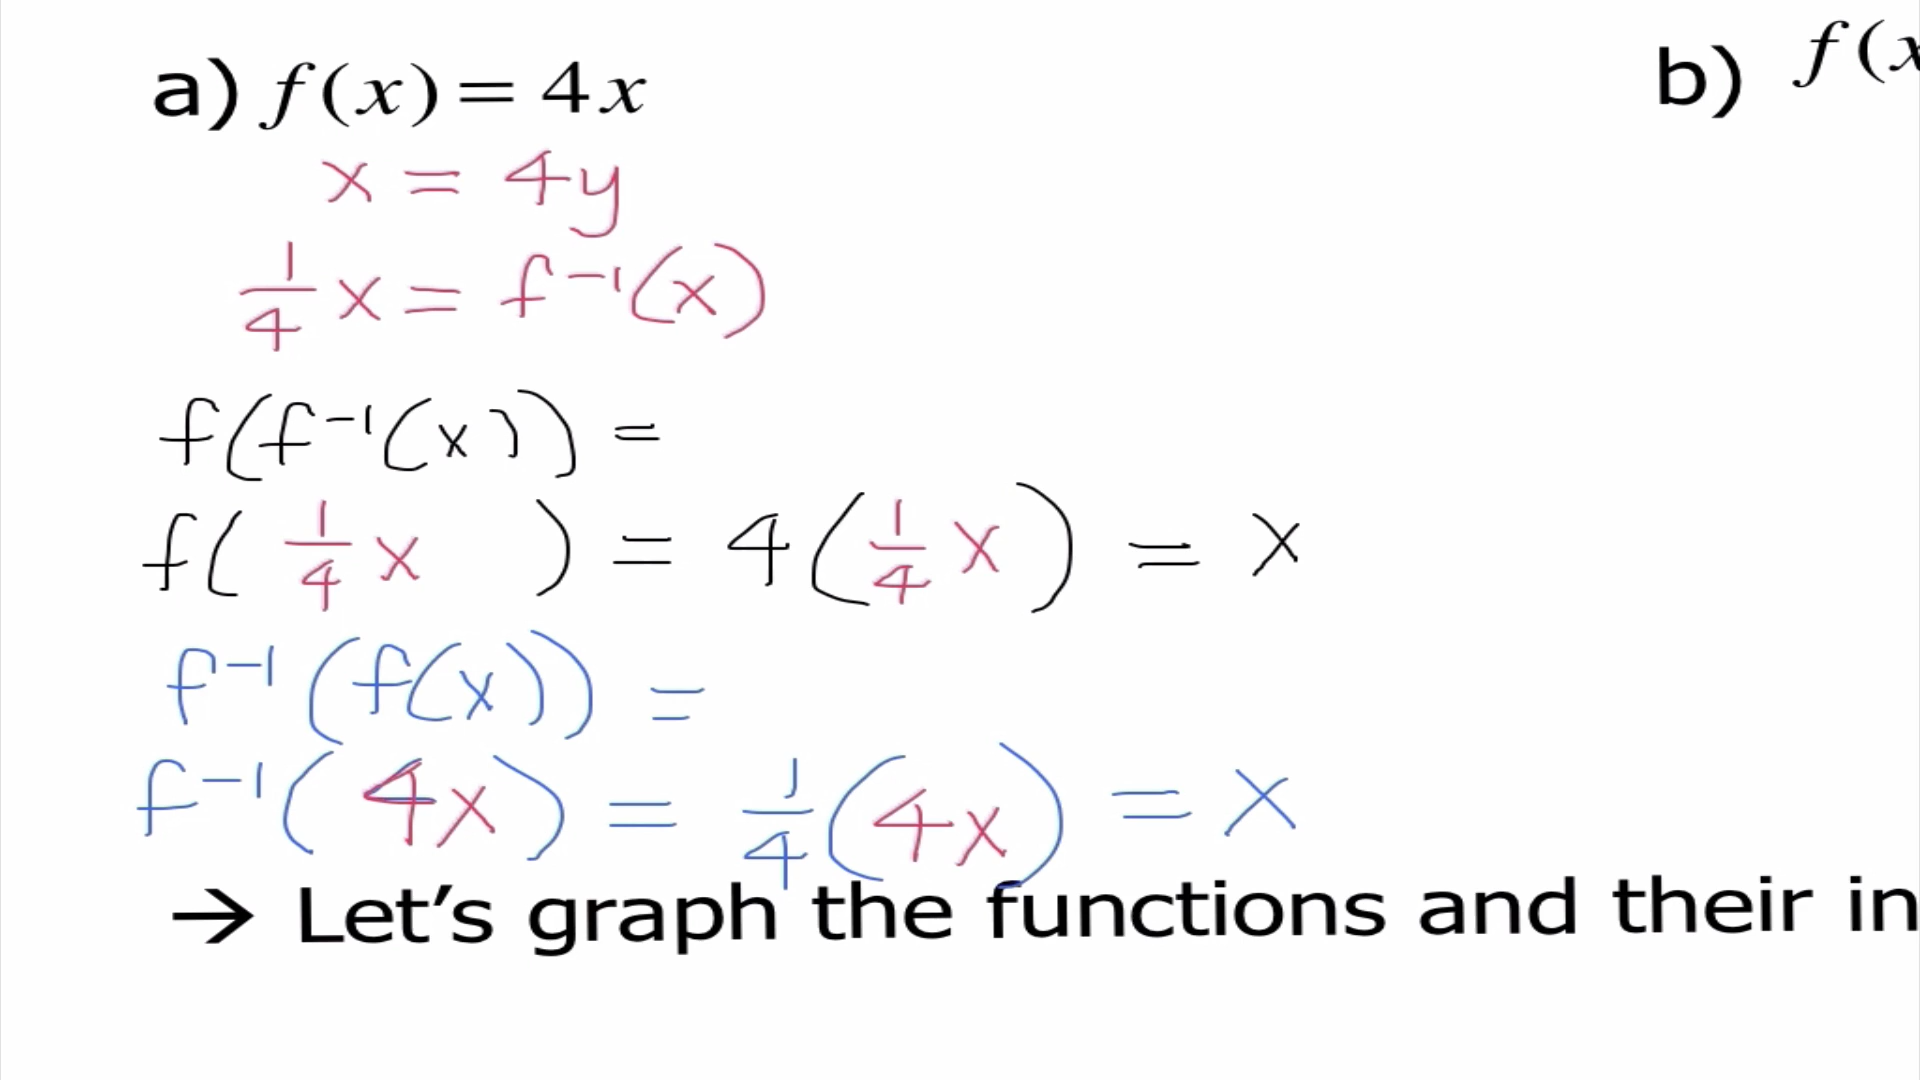 a) f(x) = 4x
b) f(x
x = 4y
1/4 x = f⁻¹(x)
f(f⁻¹(x)) =
f( 1/4 x ) = 4( 1/4 x ) = x
f⁻¹(f(x)) =
f⁻¹( 4x ) = 1/4 ( 4x ) = x
→ Let’s graph the functions and their in